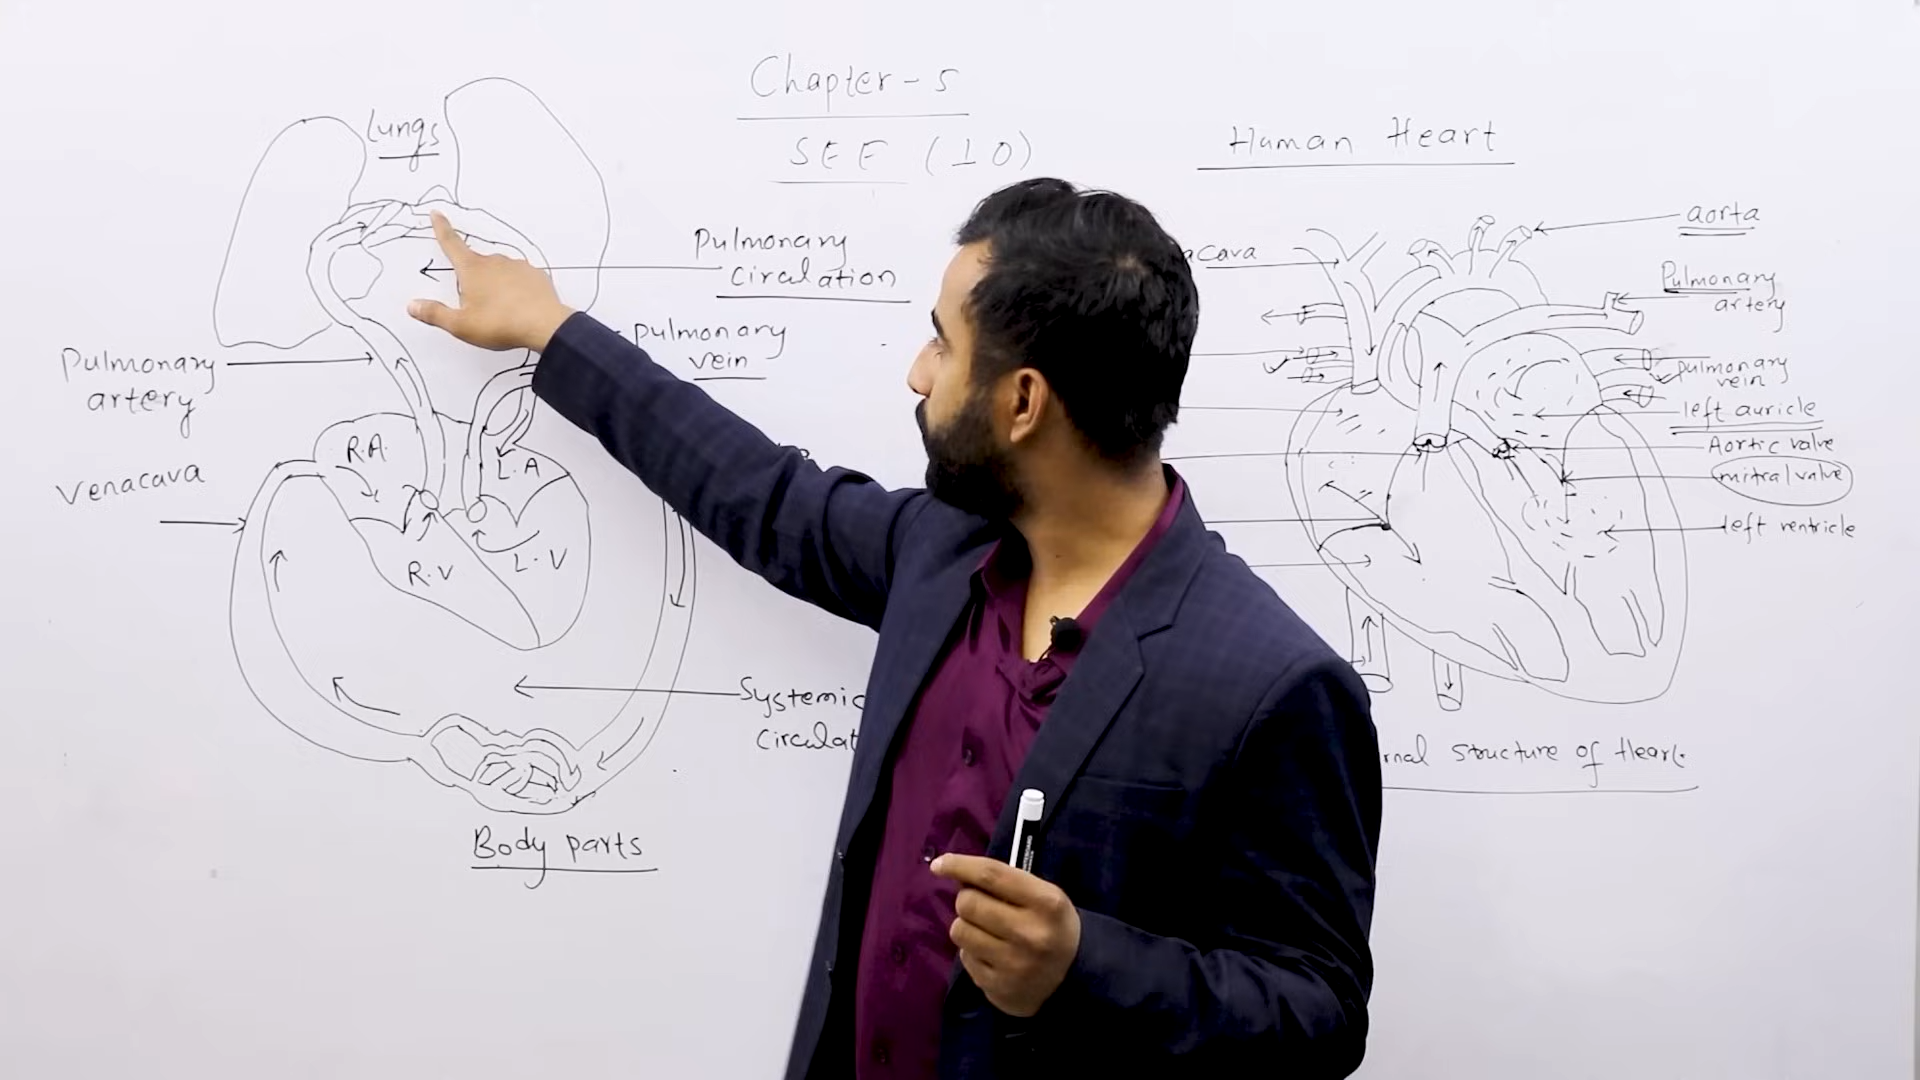 Chapter-5
SEE (10)
Lungs
Pulmonary
circulation
pulmonary
vein
Pulmonary
artery
Venacava
R.A.
L.A
R.V
L.V
Systemic
circulat
Body parts
Human Heart
acava
aorta
Pulmonary
artery
pulmonary
vein
left auricle
Aortic valve
mitral valve
left ventricle
rnal structure of Heart